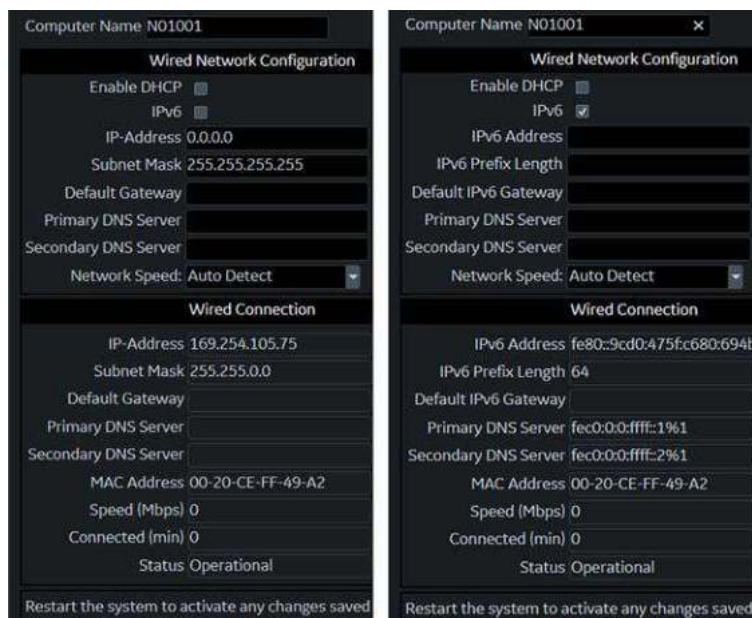 Computer Name N01001
Wired Network Configuration
Enable DHCP
IPv6
IP-Address 0.0.0.0
Subnet Mask 255.255.255.255
Default Gateway
Primary DNS Server
Secondary DNS Server
Network Speed: Auto Detect
Wired Connection
IP-Address 169.254.105.75
Subnet Mask 255.255.0.0
Default Gateway
Primary DNS Server
Secondary DNS Server
MAC Address 00-20-CE-FF-49-A2
Speed (Mbps) 0
Connected (min) 0
Status Operational
Restart the system to activate any changes saved
Computer Name N01001
Wired Network Configuration
Enable DHCP
IPv6
IPv6 Address
IPv6 Prefix Length
Default IPv6 Gateway
Primary DNS Server
Secondary DNS Server
Network Speed: Auto Detect
Wired Connection
IPv6 Address fe80::9cd0:475f:c680:694b
IPv6 Prefix Length 64
Default IPv6 Gateway
Primary DNS Server fec0:0:0:ffff::1%1
Secondary DNS Server fec0:0:0:ffff::2%1
MAC Address 00-20-CE-FF-49-A2
Speed (Mbps) 0
Connected (min) 0
Status Operational
Restart the system to activate any changes saved